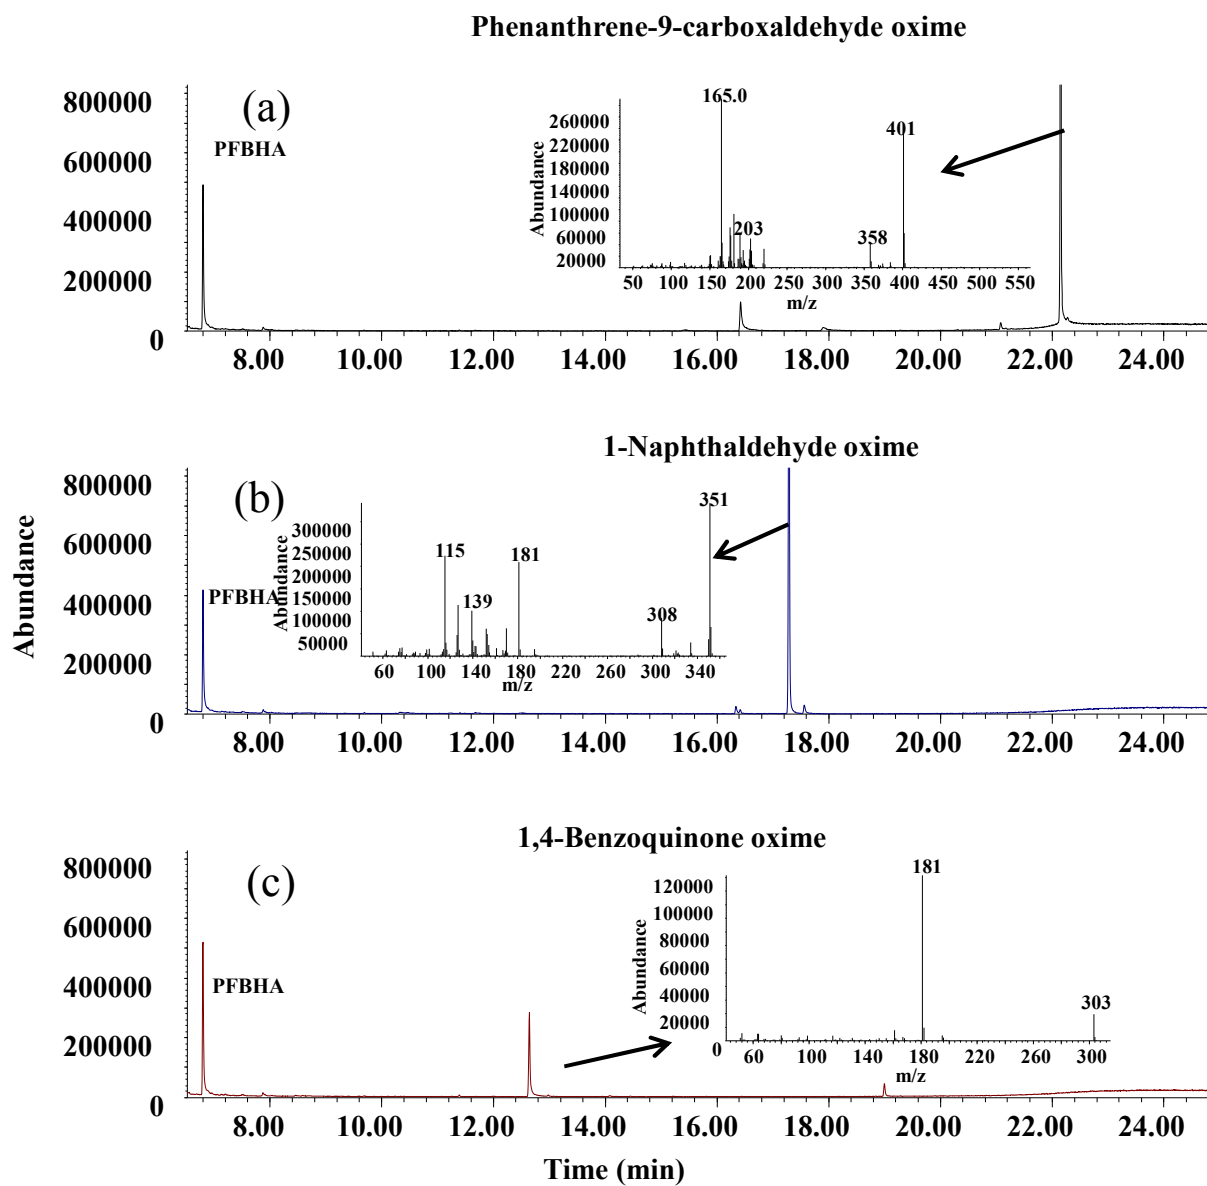 Phenanthrene-9-carboxaldehyde oxime
(a)
PFBHA
800000
600000
400000
200000
0
8.00 10.00 12.00 14.00 16.00 18.00 20.00 22.00 24.00
Abundance
260000
220000
180000
140000
100000
60000
20000
165.0
401
203
358
50 100 150 200 250 300 350 400 450 500 550
m/z
1-Naphthaldehyde oxime
(b)
PFBHA
800000
600000
400000
200000
0
8.00 10.00 12.00 14.00 16.00 18.00 20.00 22.00 24.00
Abundance
300000
250000
200000
150000
100000
50000
351
115
181
139
308
60 100 140 180 220 260 300 340
m/z
Abundance
1,4-Benzoquinone oxime
(c)
PFBHA
800000
600000
400000
200000
0
8.00 10.00 12.00 14.00 16.00 18.00 20.00 22.00 24.00
Abundance
120000
100000
80000
60000
40000
20000
0
181
303
60 100 140 180 220 260 300
m/z
Time (min)